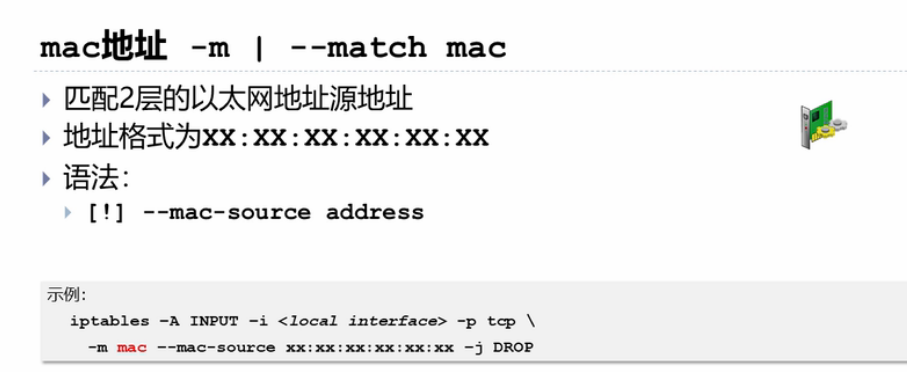 mac地址 -m | --match mac
匹配2层的以太网地址源地址
地址格式为XX:XX:XX:XX:XX:XX
语法:
[!] --mac-source address
示例:
iptables –A INPUT –i <local interface> -p tcp \
-m mac --mac-source xx:xx:xx:xx:xx:xx –j DROP